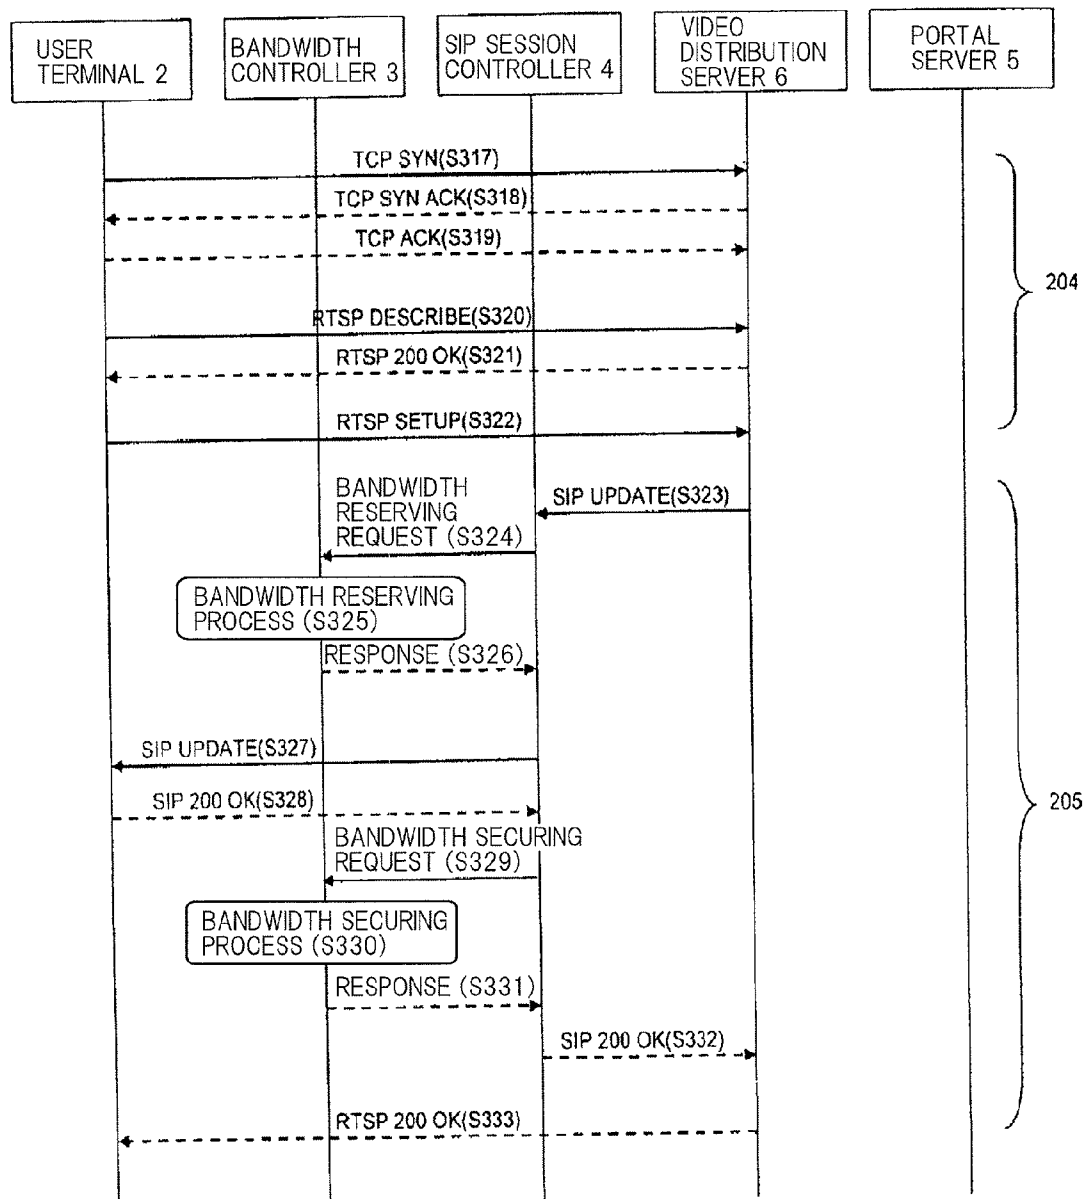 USER
TERMINAL 2
BANDWIDTH
CONTROLLER 3
SIP SESSION
CONTROLLER 4
VIDEO
DISTRIBUTION
SERVER 6
PORTAL
SERVER 5
TCP SYN(S317)
TCP SYN ACK(S318)
TCP ACK(S319)
204
RTSP DESCRIBE(S320)
RTSP 200 OK(S321)
RTSP SETUP(S322)
SIP UPDATE(S323)
BANDWIDTH
RESERVING
REQUEST (S324)
BANDWIDTH RESERVING
PROCESS (S325)
RESPONSE (S326)
SIP UPDATE(S327)
SIP 200 OK(S328)
205
BANDWIDTH SECURING
REQUEST (S329)
BANDWIDTH SECURING
PROCESS (S330)
RESPONSE (S331)
SIP 200 OK(S332)
RTSP 200 OK(S333)